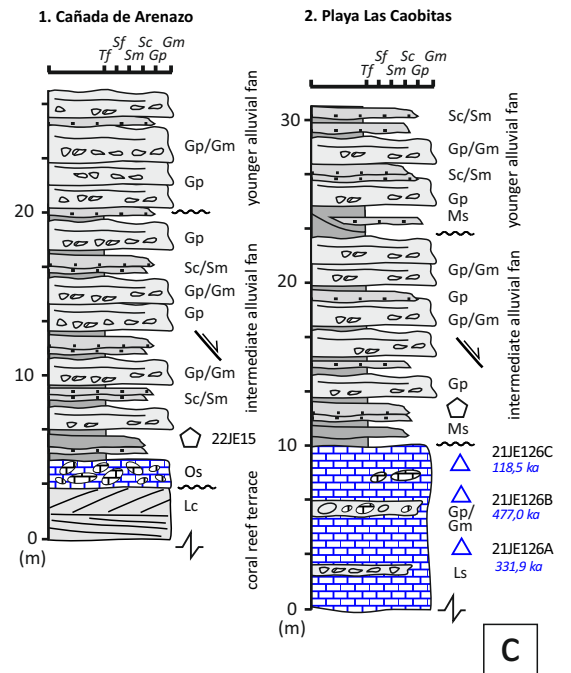 1. Cañada de Arenazo
Tf Sf Sm Sc Gp Gm
Gp/Gm
Gp
20
Gp
Sc/Sm
Gp/Gm
Gp
10
Gp/Gm
Sc/Sm
22JE15
Os
Lc
0
(m)
younger alluvial fan
intermediate alluvial fan
coral reef terrace
2. Playa Las Caobitas
Tf Sf Sm Sc Gp Gm
30
Sc/Sm
Gp/Gm
Sc/Sm
Gp
Ms
20
Gp/Gm
Gp
Gp/Gm
Gp
Ms
10
21JE126C
118,5 ka
21JE126B
477,0 ka
Gp/
Gm
21JE126A
331,9 ka
Ls
0
(m)
younger alluvial fan
intermediate alluvial fan
C